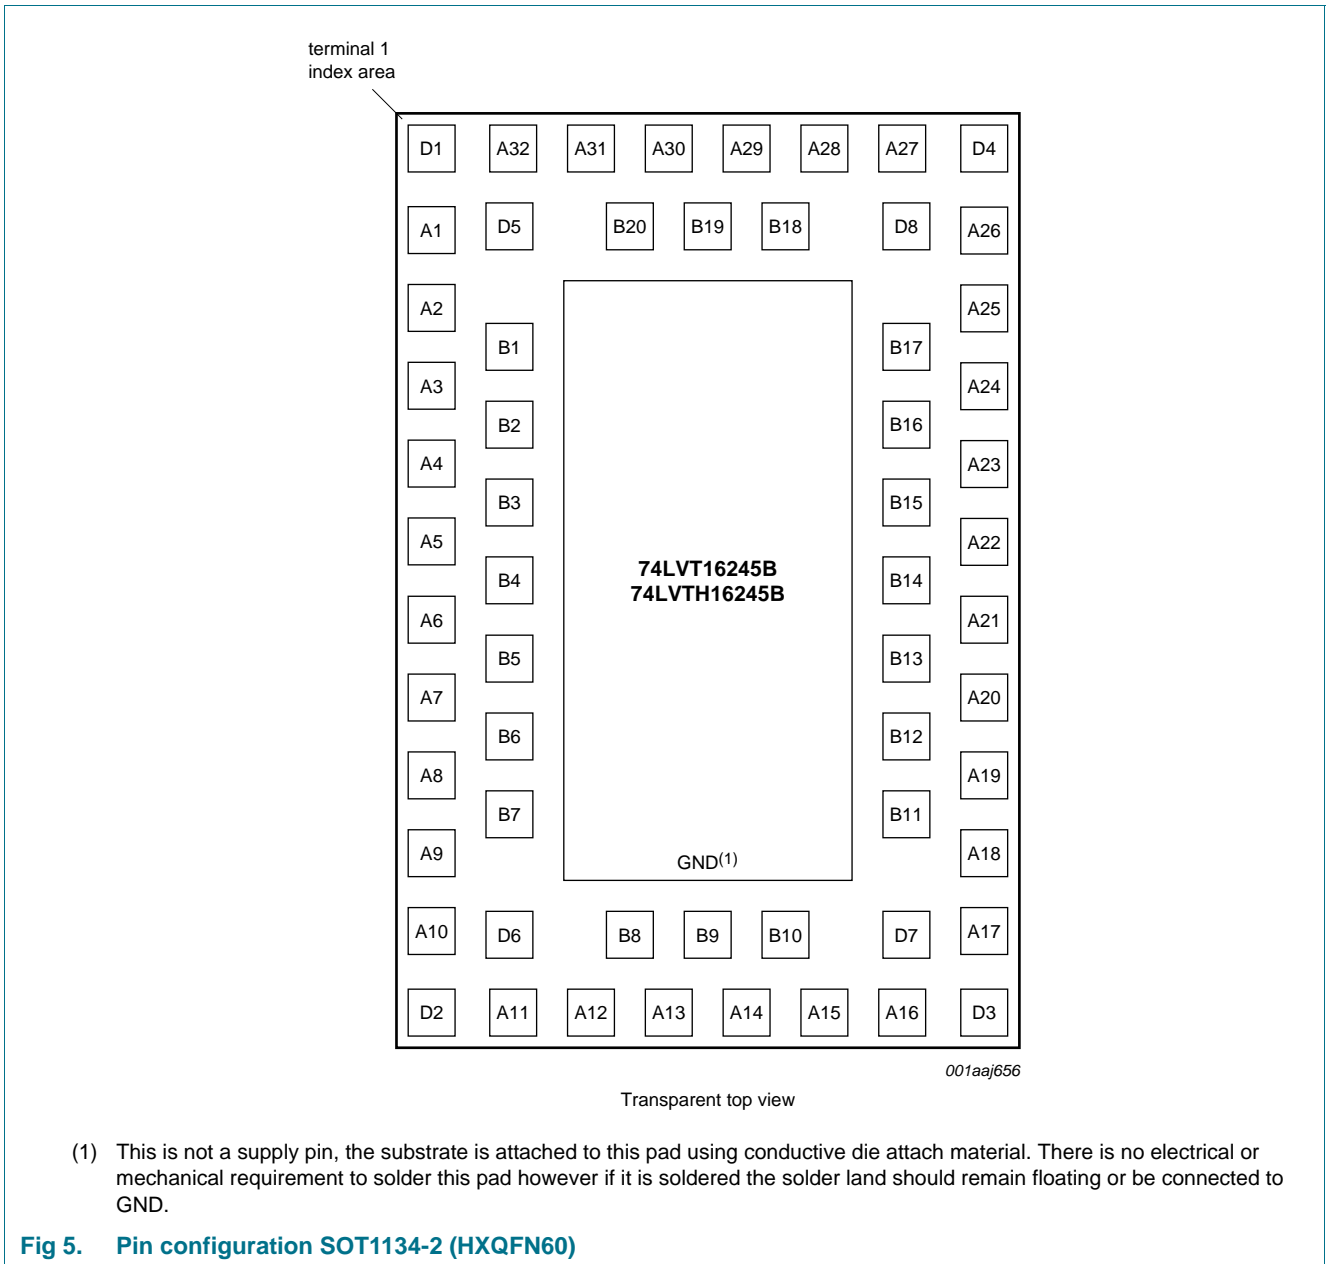 terminal 1
index area
D1 A32 A31 A30 A29 A28 A27 D4
A1 D5 B20 B19 B18 D8 A26
A2 A25
B1 B17
A3 A24
B2 B16
A4 A23
B3 B15
A5 A22
74LVT16245B
B4 B14
74LVTH16245B
A6 A21
B5 B13
A7 A20
B6 B12
A8 A19
B7 B11
A9 A18
GND(1)
A10 D6 B8 B9 B10 D7 A17
D2 A11 A12 A13 A14 A15 A16 D3
001aaj656
Transparent top view
(1) This is not a supply pin, the substrate is attached to this pad using conductive die attach material. There is no electrical or
mechanical requirement to solder this pad however if it is soldered the solder land should remain floating or be connected to
GND.
Fig 5. Pin configuration SOT1134-2 (HXQFN60)